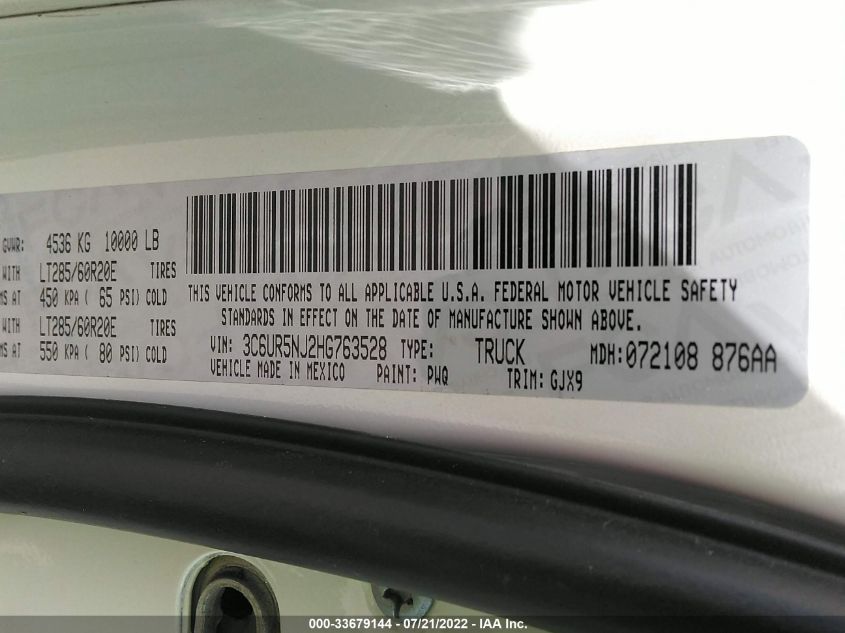 GVWR: 4536 KG 10000 LB
WITH LT285/60R20E TIRES
MS AT 450 KPA ( 65 PSI) COLD
WITH LT285/60R20E TIRES
MS AT 550 KPA ( 80 PSI) COLD
THIS VEHICLE CONFORMS TO ALL APPLICABLE U.S.A. FEDERAL MOTOR VEHICLE SAFETY
STANDARDS IN EFFECT ON THE DATE OF MANUFACTURE SHOWN ABOVE.
VIN: 3C6UR5NJ2HG763528 TYPE: TRUCK MDH:072108 876AA
VEHICLE MADE IN MEXICO PAINT: PWQ TRIM: GJX9
000-33679144 - 07/21/2022 - IAA Inc.